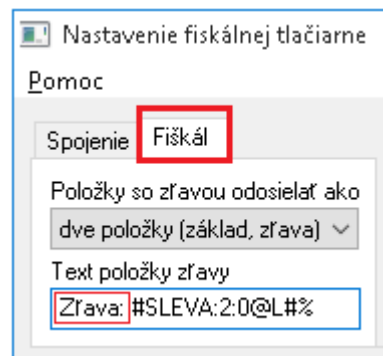 Nastavenie fiskálnej tlačiarne
Pomoc
Spojenie Fiškál
Položky so zľavou odosielať ako
dve položky (základ, zľava)
Text položky zľavy
Zľava: #SLEVA:2:0@L#%